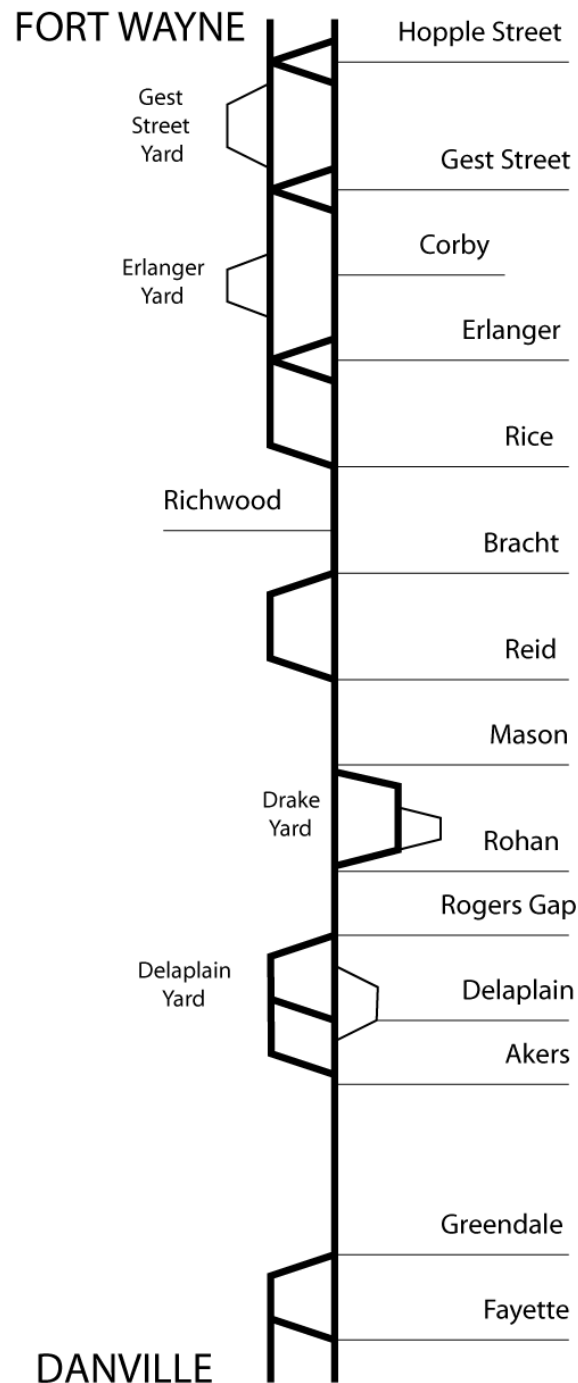 FORT WAYNE
Hopple Street
Gest
Street
Yard
Gest Street
Corby
Erlanger
Yard
Erlanger
Rice
Richwood
Bracht
Reid
Mason
Drake
Yard
Rohan
Rogers Gap
Delaplain
Yard
Delaplain
Akers
Greendale
Fayette
DANVILLE